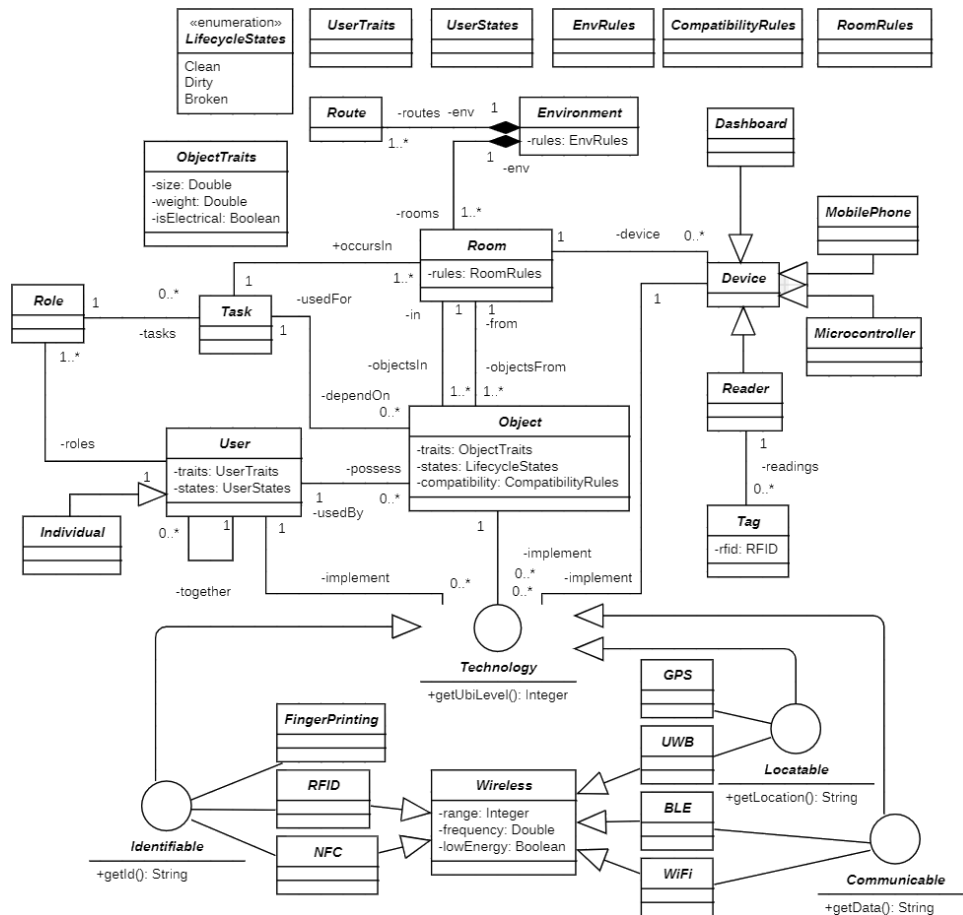 «enumeration»
LifecycleStates
Clean
Dirty
Broken
UserTraits
UserStates
EnvRules
CompatibilityRules
RoomRules
Route
-routes
-env
1
1..*
Environment
-rules: EnvRules
1
-env
Dashboard
ObjectTraits
-size: Double
-weight: Double
-isElectrical: Boolean
-rooms
1..*
MobilePhone
+occursIn
Room
-rules: RoomRules
1
-device
0..*
1..*
Device
1
Role
1
0..*
-tasks
1..*
Task
1
1
-usedFor
-in
1
1
-from
Microcontroller
-objectsIn
-objectsFrom
1..*
1..*
-dependOn
0..*
Reader
1
-readings
0..*
-roles
User
-traits: UserTraits
-states: UserStates
-possess
1
0..*
-usedBy
Object
-traits: ObjectTraits
-states: LifecycleStates
-compatibility: CompatibilityRules
1
1
Individual
0..*
1
1
-together
Tag
-rfid: RFID
-implement
0..*
-implement
0..*
0..*
-implement
Technology
+getUbiLevel(): Integer
GPS
FingerPrinting
UWB
Locatable
+getLocation(): String
RFID
Wireless
-range: Integer
-frequency: Double
-lowEnergy: Boolean
BLE
Identifiable
+getId(): String
NFC
WiFi
Communicable
+getData(): String